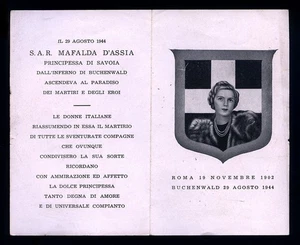 IL 29 AGOSTO 1944
S.A.R. MAFALDA D'ASSIA
PRINCIPESSA DI SAVOIA
DALL'INFERNO DI BUCHENWALD
ASCENDEVA AL PARADISO
DEI MARTIRI E DEGLI EROI
LE DONNE ITALIANE
RIASSUMENDO IN ESSA IL MARTIRIO
DI TUTTE LE SVENTURATE COMPAGNE
CHE OVUNQUE
CONDIVISERO LA SUA SORTE
RICORDANO
CON AMMIRAZIONE ED AFFETTO
LA DOLCE PRINCIPESSA
TANTO DEGNA DI AMORE
E DI UNIVERSALE COMPIANTO
ROMA 19 NOVEMBRE 1902
BUCHENWALD 29 AGOSTO 1944